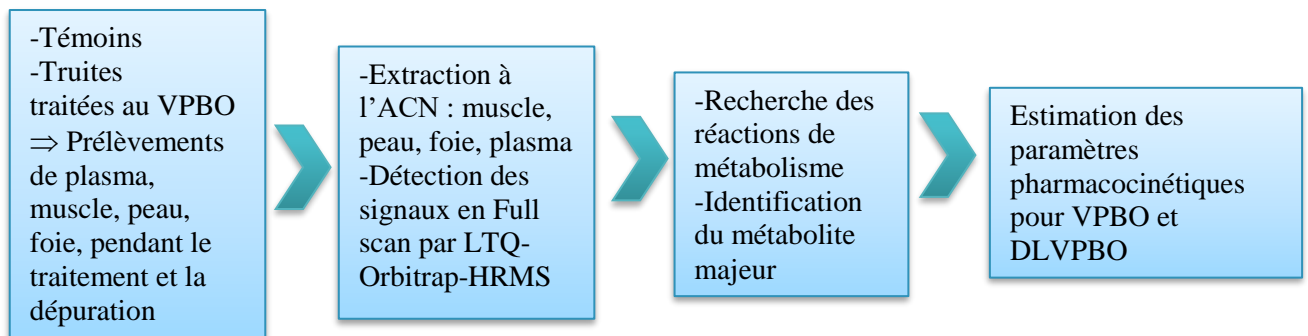 -Témoins
-Truites
traitées au VPBO
⇒ Prélèvements
de plasma,
muscle, peau,
foie, pendant le
traitement et la
dépuration
-Extraction à
l’ACN : muscle,
peau, foie, plasma
-Détection des
signaux en Full
scan par LTQ-
Orbitrap-HRMS
-Recherche des
réactions de
métabolisme
-Identification
du métabolite
majeur
Estimation des
paramètres
pharmacocinétiques
pour VPBO et
DLVPBO